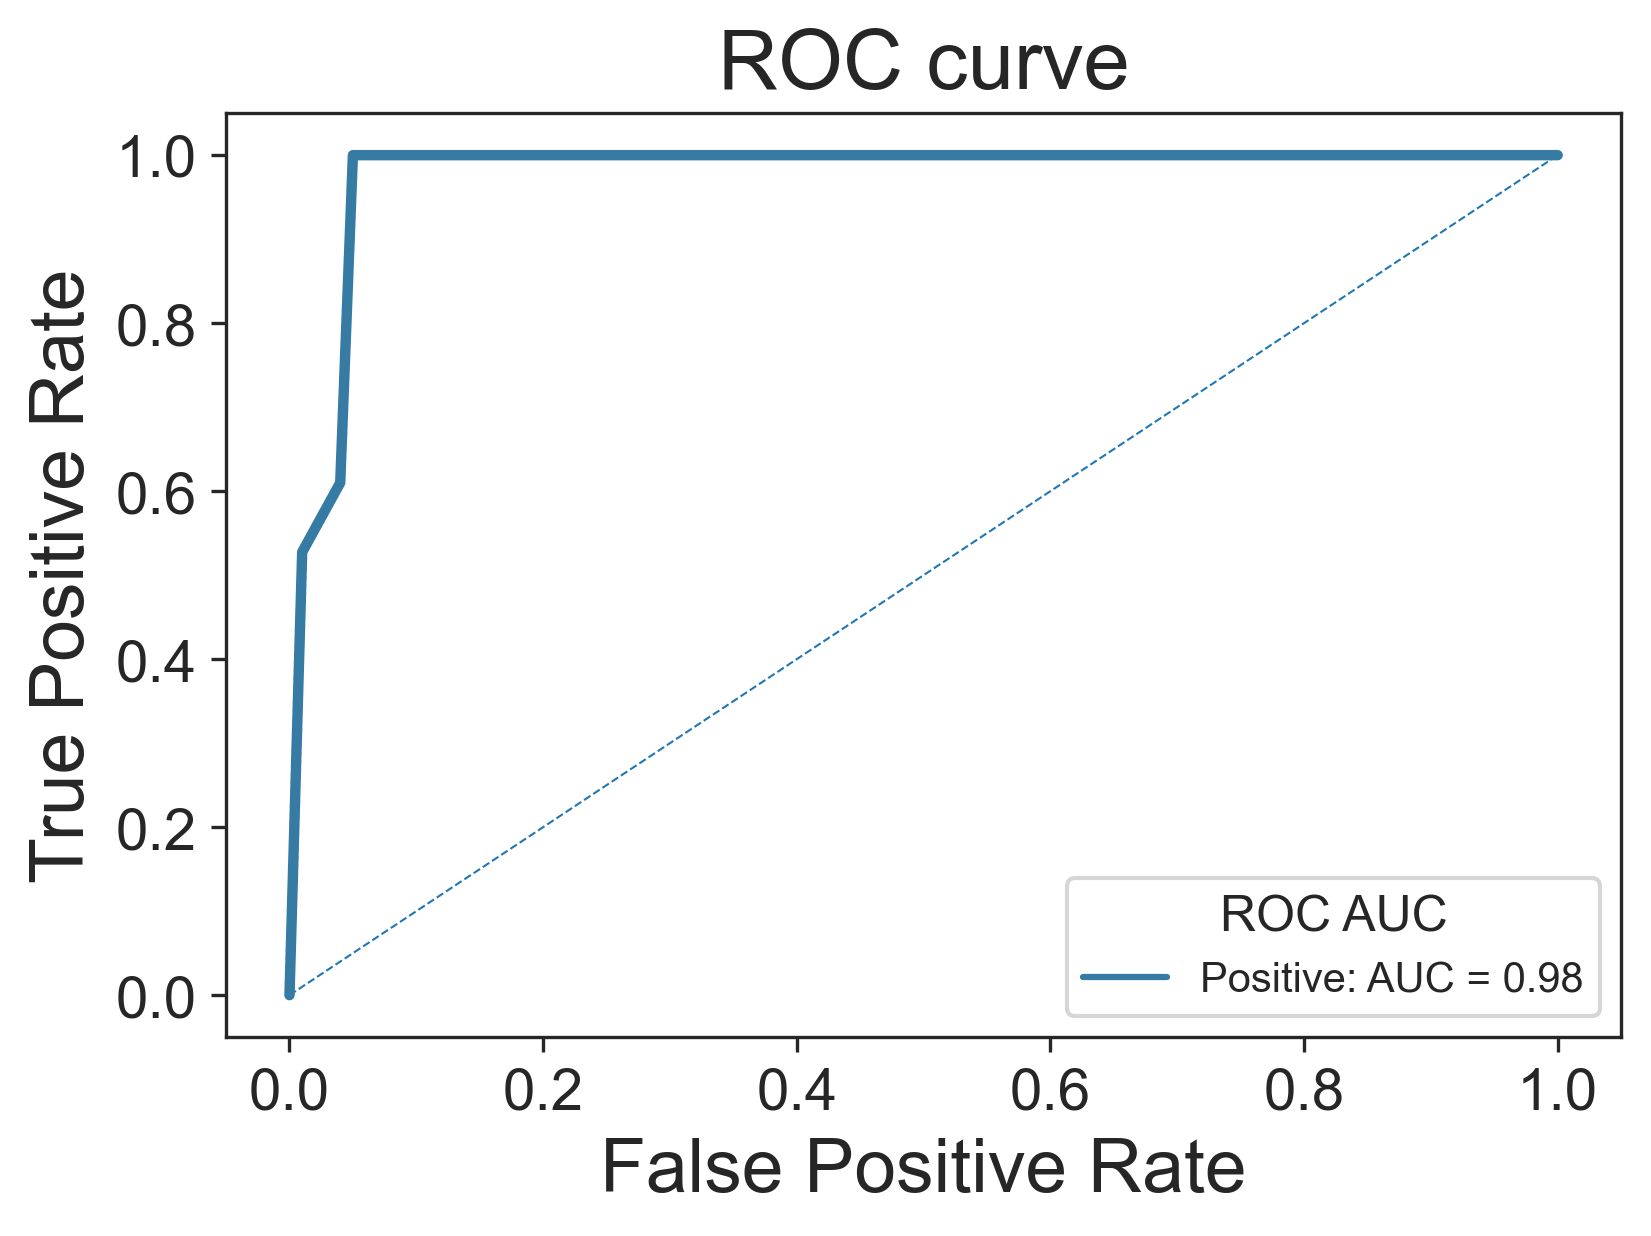 ROC curve
True Positive Rate
1.0
0.8
0.6
0.4
0.2
0.0
ROC AUC
Positive: AUC = 0.98
0.0 0.2 0.4 0.6 0.8 1.0
False Positive Rate